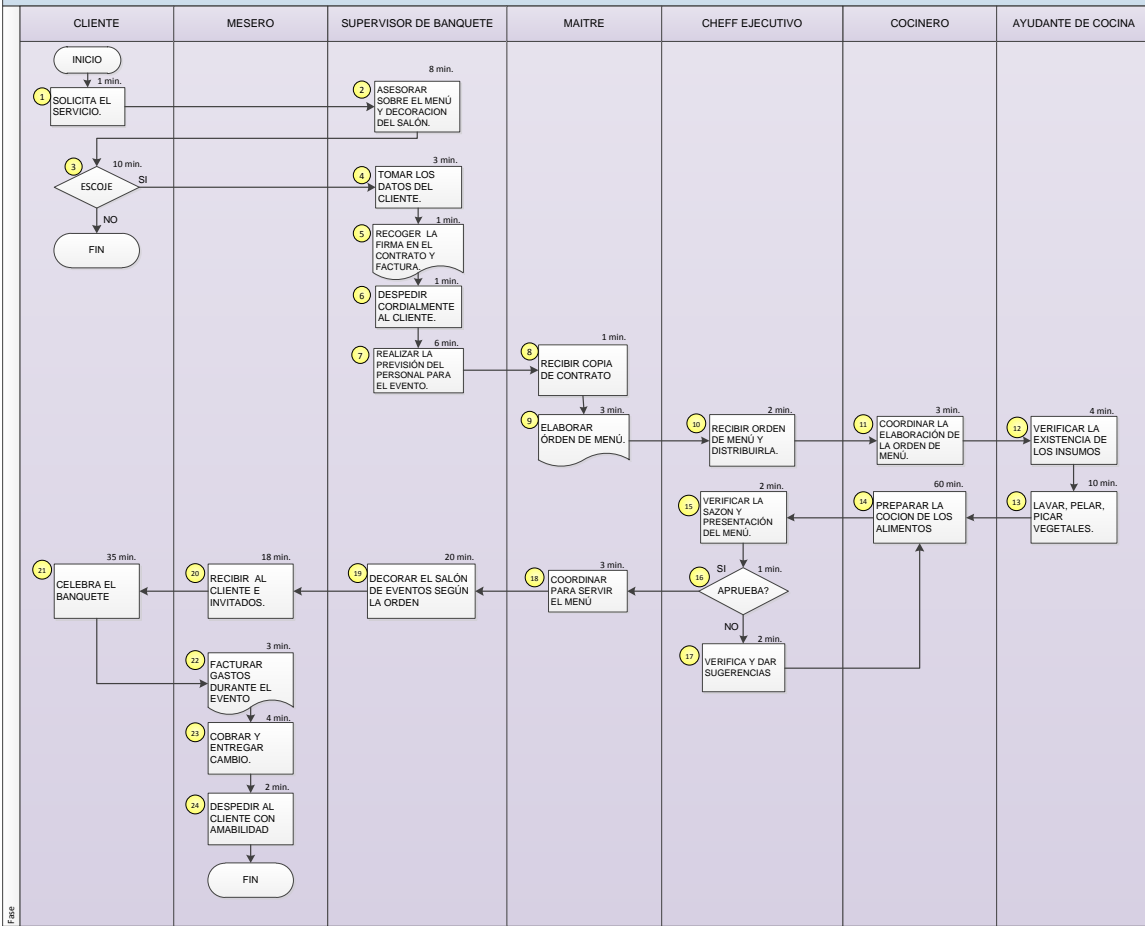 CLIENTE
MESERO
SUPERVISOR DE BANQUETE
MAITRE
CHEFF EJECUTIVO
COCINERO
AYUDANTE DE COCINA
INICIO
1 min.
1
SOLICITA EL
SERVICIO.
8 min.
2
ASESORAR
SOBRE EL MENÚ
Y DECORACION
DEL SALÓN.
3
10 min.
ESCOJE
SI
NO
FIN
3 min.
4
TOMAR LOS
DATOS DEL
CLIENTE.
1 min.
5
RECOGER LA
FIRMA EN EL
CONTRATO Y
FACTURA.
1 min.
6
DESPEDIR
CORDIALMENTE
AL CLIENTE.
6 min.
7
REALIZAR LA
PREVISIÓN DEL
PERSONAL PARA
EL EVENTO.
1 min.
8
RECIBIR COPIA
DE CONTRATO
3 min.
9
ELABORAR
ÓRDEN DE MENÚ.
2 min.
10
RECIBIR ORDEN
DE MENÚ Y
DISTRIBUIRLA.
3 min.
11
COORDINAR LA
ELABORACIÓN DE
LA ORDEN DE
MENÚ.
4 min.
12
VERIFICAR LA
EXISTENCIA DE
LOS INSUMOS
10 min.
13
LAVAR, PELAR,
PICAR
VEGETALES.
60 min.
14
PREPARAR LA
COCION DE LOS
ALIMENTOS
2 min.
15
VERIFICAR LA
SAZON Y
PRESENTACIÓN
DEL MENÚ.
SI
1 min.
16
APRUEBA?
NO
2 min.
17
VERIFICA Y DAR
SUGERENCIAS
3 min.
18
COORDINAR
PARA SERVIR
EL MENÚ
20 min.
19
DECORAR EL SALÓN
DE EVENTOS SEGÚN
LA ORDEN
18 min.
20
RECIBIR AL
CLIENTE E
INVITADOS.
35 min.
21
CELEBRA EL
BANQUETE
3 min.
22
FACTURAR
GASTOS
DURANTE EL
EVENTO
4 min.
23
COBRAR Y
ENTREGAR
CAMBIO.
2 min.
24
DESPEDIR AL
CLIENTE CON
AMABILIDAD
FIN
Fase